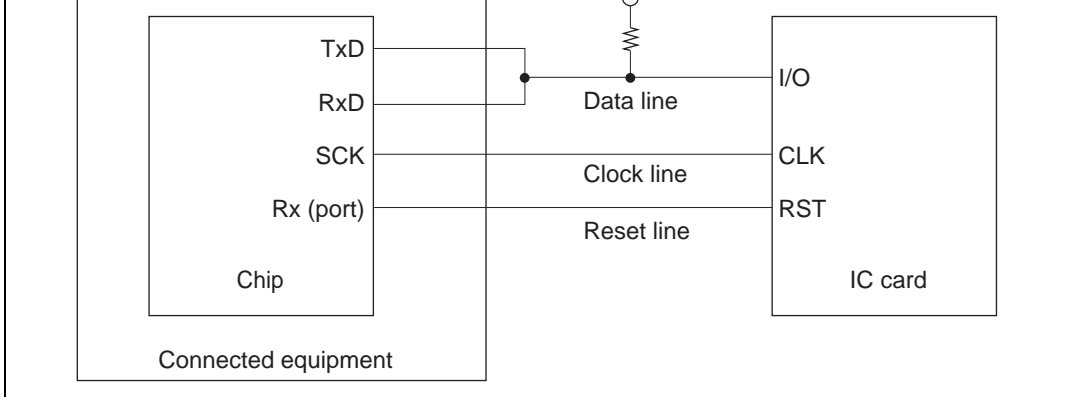 TxD
RxD
SCK
Rx (port)
Chip
Connected equipment
Data line
Clock line
Reset line
I/O
CLK
RST
IC card